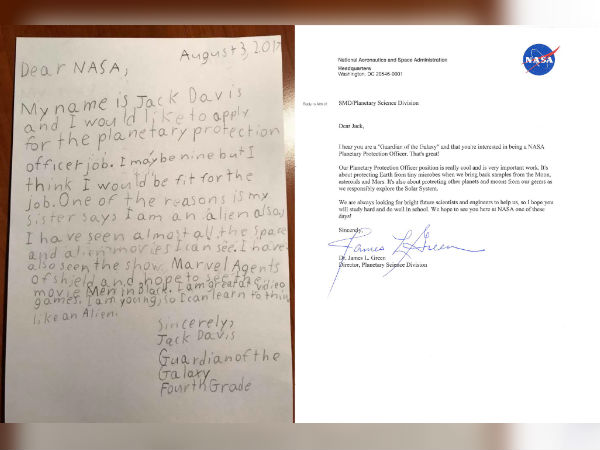 August 3, 2017
Dear NASA,
My name is Jack Davis
and I would like to apply
for the planetary protection
officer job. I may be nine but I
think I would be fit for the
job. One of the reasons is my
sister says I am an alien also
I have seen almost all the space
and alien movies I can see. I have
also seen the show Marvel Agents
of Shield and hope to see the
movie Men in Black. I am great at video
games. I am young, so I can learn to think
like an Alien.
Sincerely,
Jack Davis
Guardian of the
Galaxy
Fourth Grade
National Aeronautics and Space Administration
Headquarters
Washington, DC 20546-0001
NASA
Reply to Attn of:
SMD/Planetary Science Division
Dear Jack,
I hear you are a "Guardian of the Galaxy" and that you're interested in being a NASA
Planetary Protection Officer. That's great!
Our Planetary Protection Officer position is really cool and is very important work. It's
about protecting Earth from tiny microbes when we bring back samples from the Moon,
asteroids and Mars. It's also about protecting other planets and moons from our germs as
we responsibly explore the Solar System.
We are always looking for bright future scientists and engineers to help us, so I hope you
will study hard and do well in school. We hope to see you here at NASA one of these
days!
Sincerely,
James L Green
Dr. James L. Green
Director, Planetary Science Division